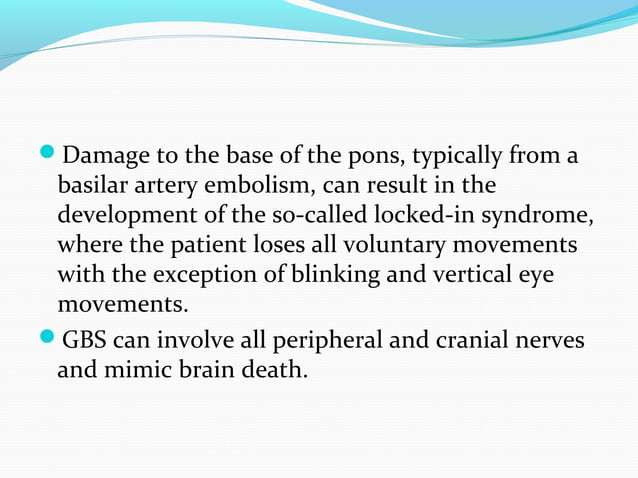 Damage to the base of the pons, typically from a
basilar artery embolism, can result in the
development of the so-called locked-in syndrome,
where the patient loses all voluntary movements
with the exception of blinking and vertical eye
movements.
GBS can involve all peripheral and cranial nerves
and mimic brain death.